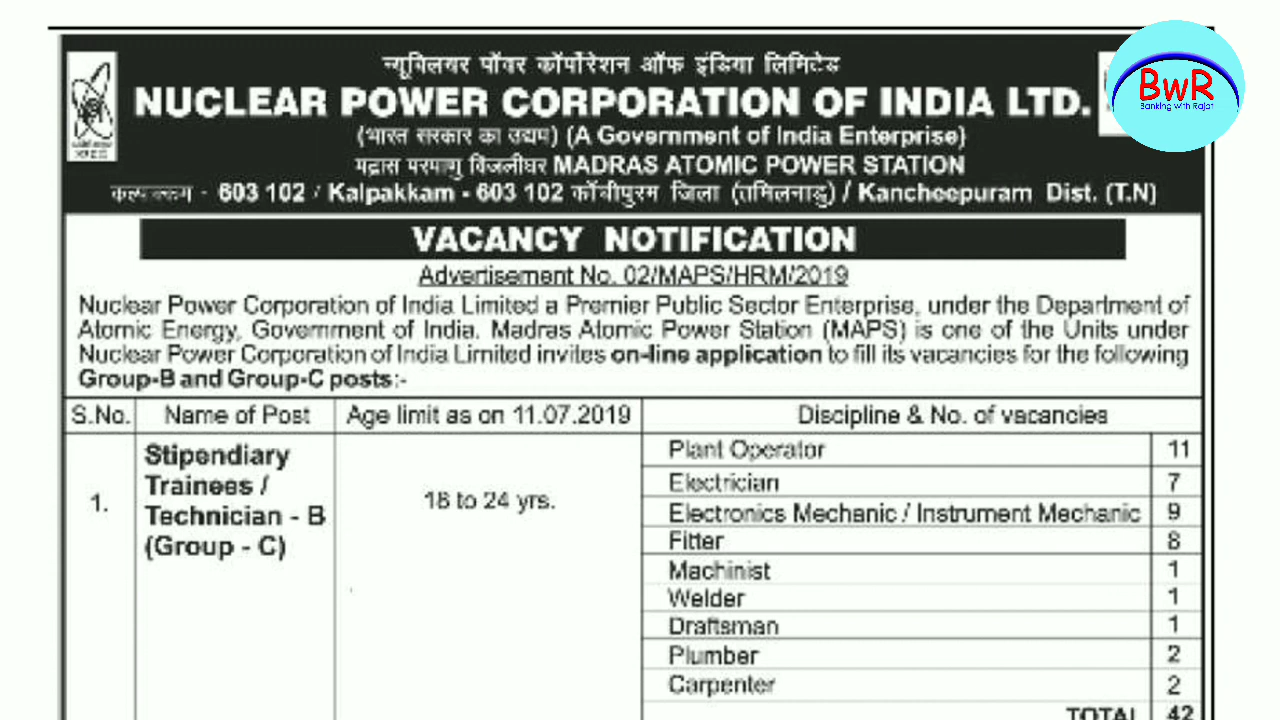 न्यूक्लियर पॉवर कॉर्पोरेशन ऑफ इंडिया लिमिटेड
NUCLEAR POWER CORPORATION OF INDIA LTD.
(भारत सरकार का उद्यम) (A Government of India Enterprise)
मद्रास परमाणु बिजलीघर MADRAS ATOMIC POWER STATION
कल्पाक्कम - 603 102 / Kalpakkam - 603 102 काँचीपुरम जिला (तमिलनाडु) / Kancheepuram Dist. (T.N)
BwR
Banking with Rajat
VACANCY NOTIFICATION
Advertisement No. 02/MAPS/HRM/2019
Nuclear Power Corporation of India Limited a Premier Public Sector Enterprise, under the Department of
Atomic Energy, Government of India. Madras Atomic Power Station (MAPS) is one of the Units under
Nuclear Power Corporation of India Limited invites on-line application to fill its vacancies for the following
Group-B and Group-C posts:-
S.No. Name of Post Age limit as on 11.07.2019 Discipline & No. of vacancies
1. Stipendiary
Trainees /
Technician - B
(Group - C)
18 to 24 yrs.
Plant Operator 11
Electrician 7
Electronics Mechanic / Instrument Mechanic 9
Fitter 8
Machinist 1
Welder 1
Draftsman 1
Plumber 2
Carpenter 2
TOTAL 42